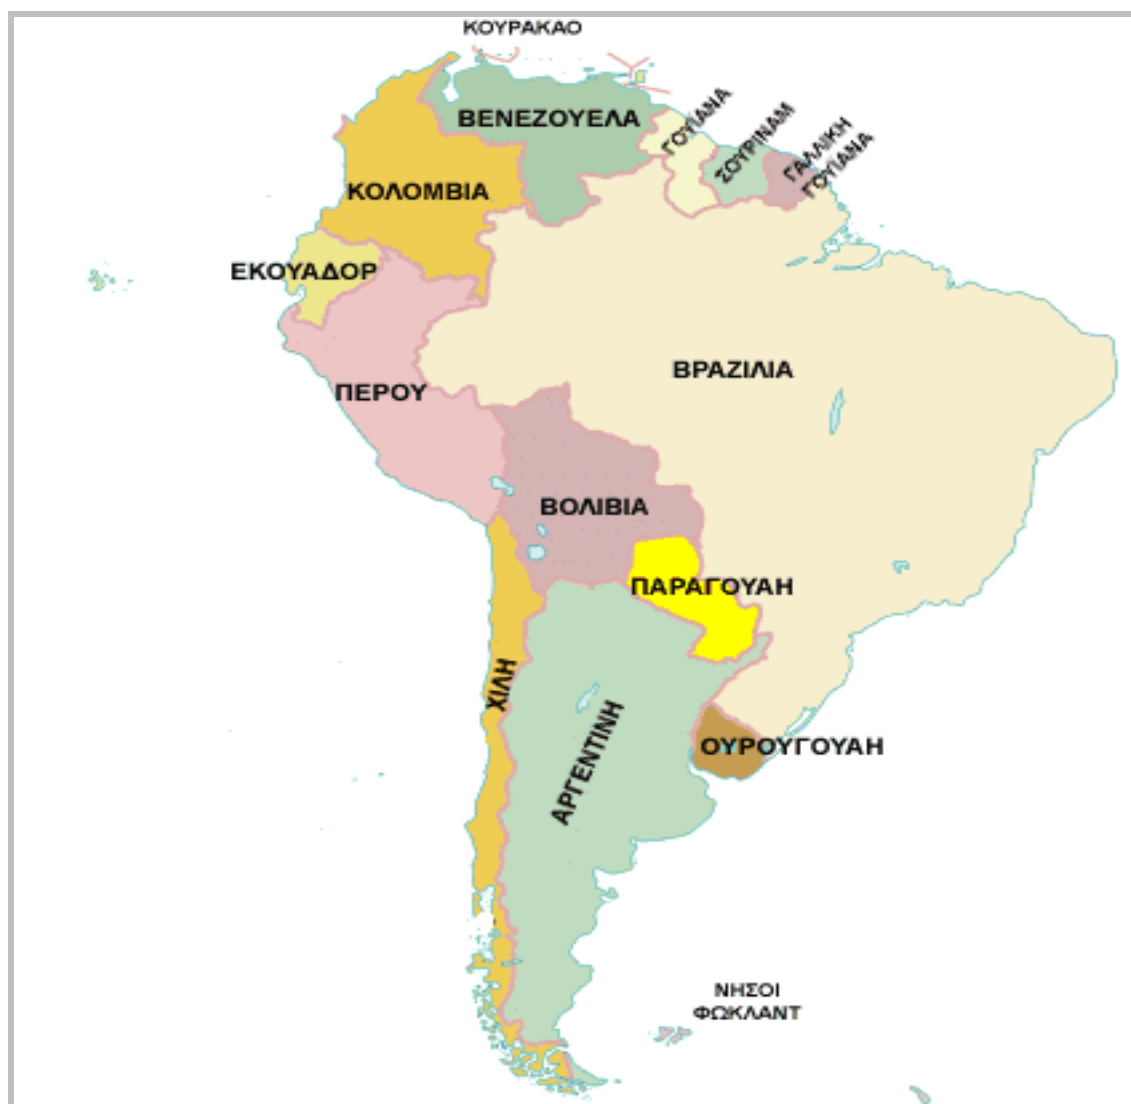 ΚΟΥΡΑΚΑΟ
ΒΕΝΕΖΟΥΕΛΑ
ΓΟΥΙΑΝΑ
ΣΟΥΡΙΝΑΜ
ΓΑΛΛΙΚΗ
ΓΟΥΙΑΝΑ
ΚΟΛΟΜΒΙΑ
ΕΚΟΥΑΔΟΡ
ΒΡΑΖΙΛΙΑ
ΠΕΡΟΥ
ΒΟΛΙΒΙΑ
ΠΑΡΑΓΟΥΑΗ
ΧΙΛΗ
ΑΡΓΕΝΤΙΝΗ
ΟΥΡΟΥΓΟΥΑΗ
ΝΗΣΟΙ
ΦΩΚΛΑΝΤ